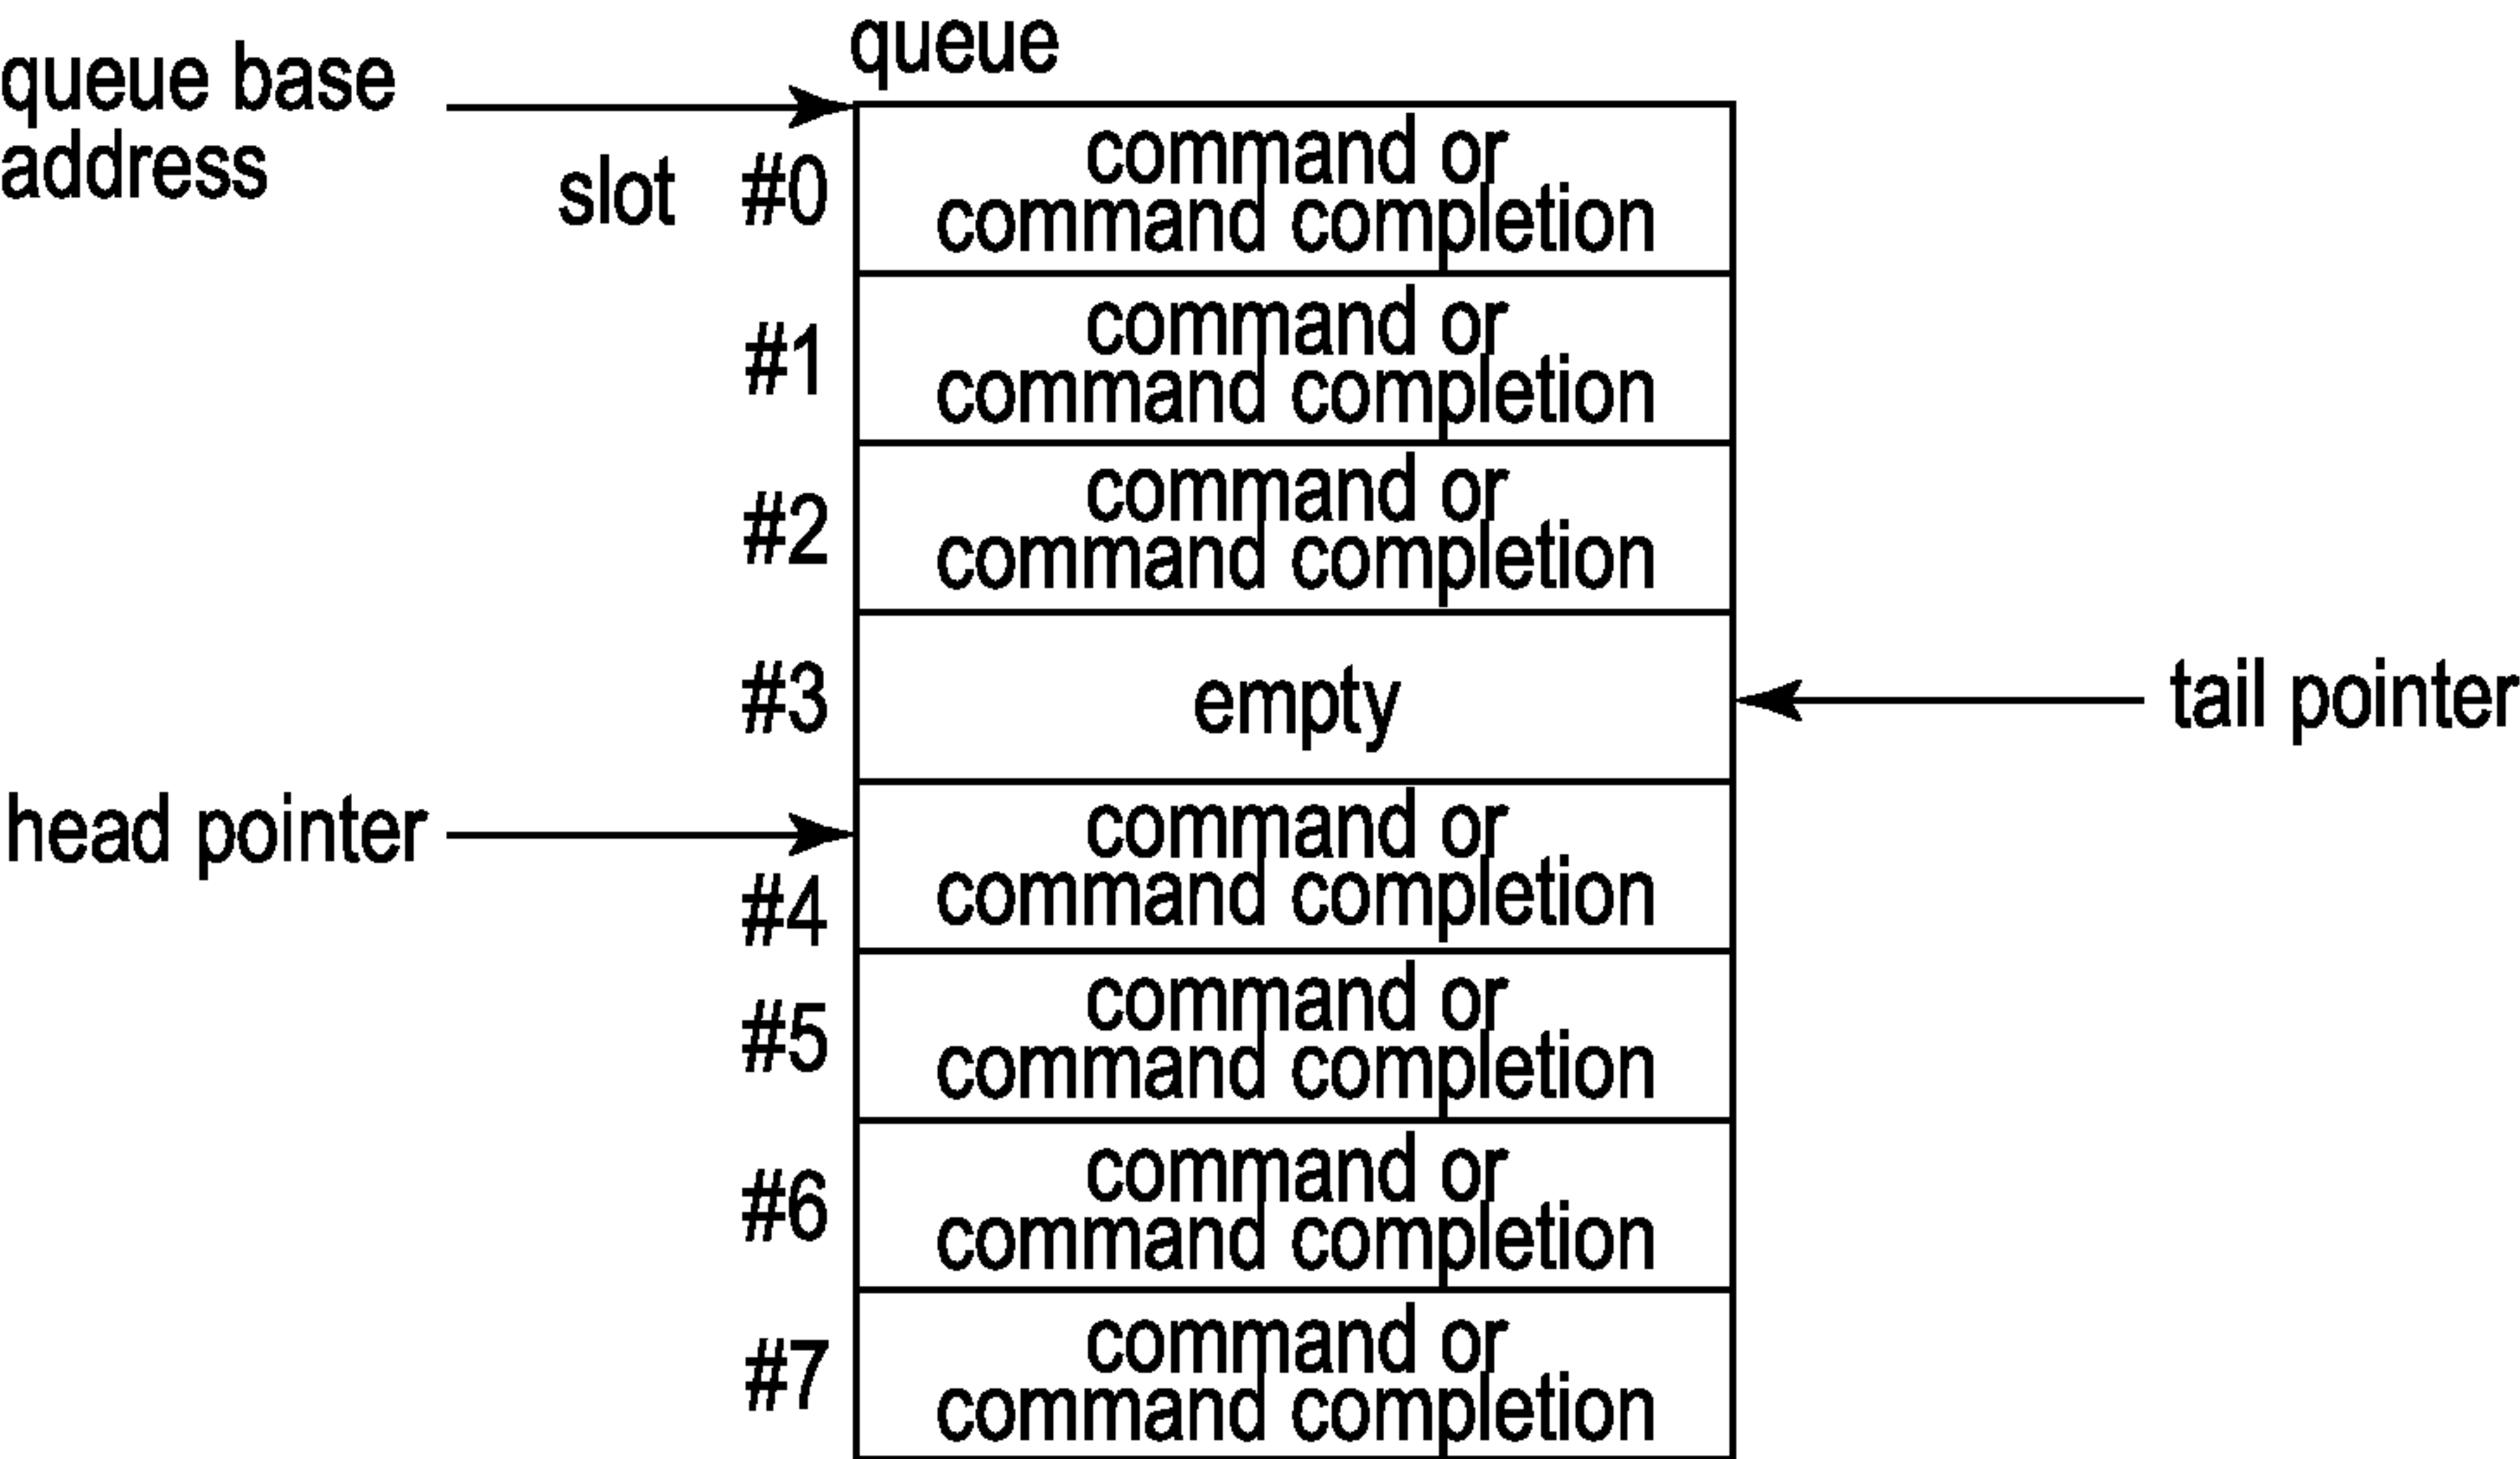 queue
queue base
address
slot #0
command or
command completion
#1
command or
command completion
#2
command or
command completion
#3
empty
tail pointer
head pointer
#4
command or
command completion
#5
command or
command completion
#6
command or
command completion
#7
command or
command completion